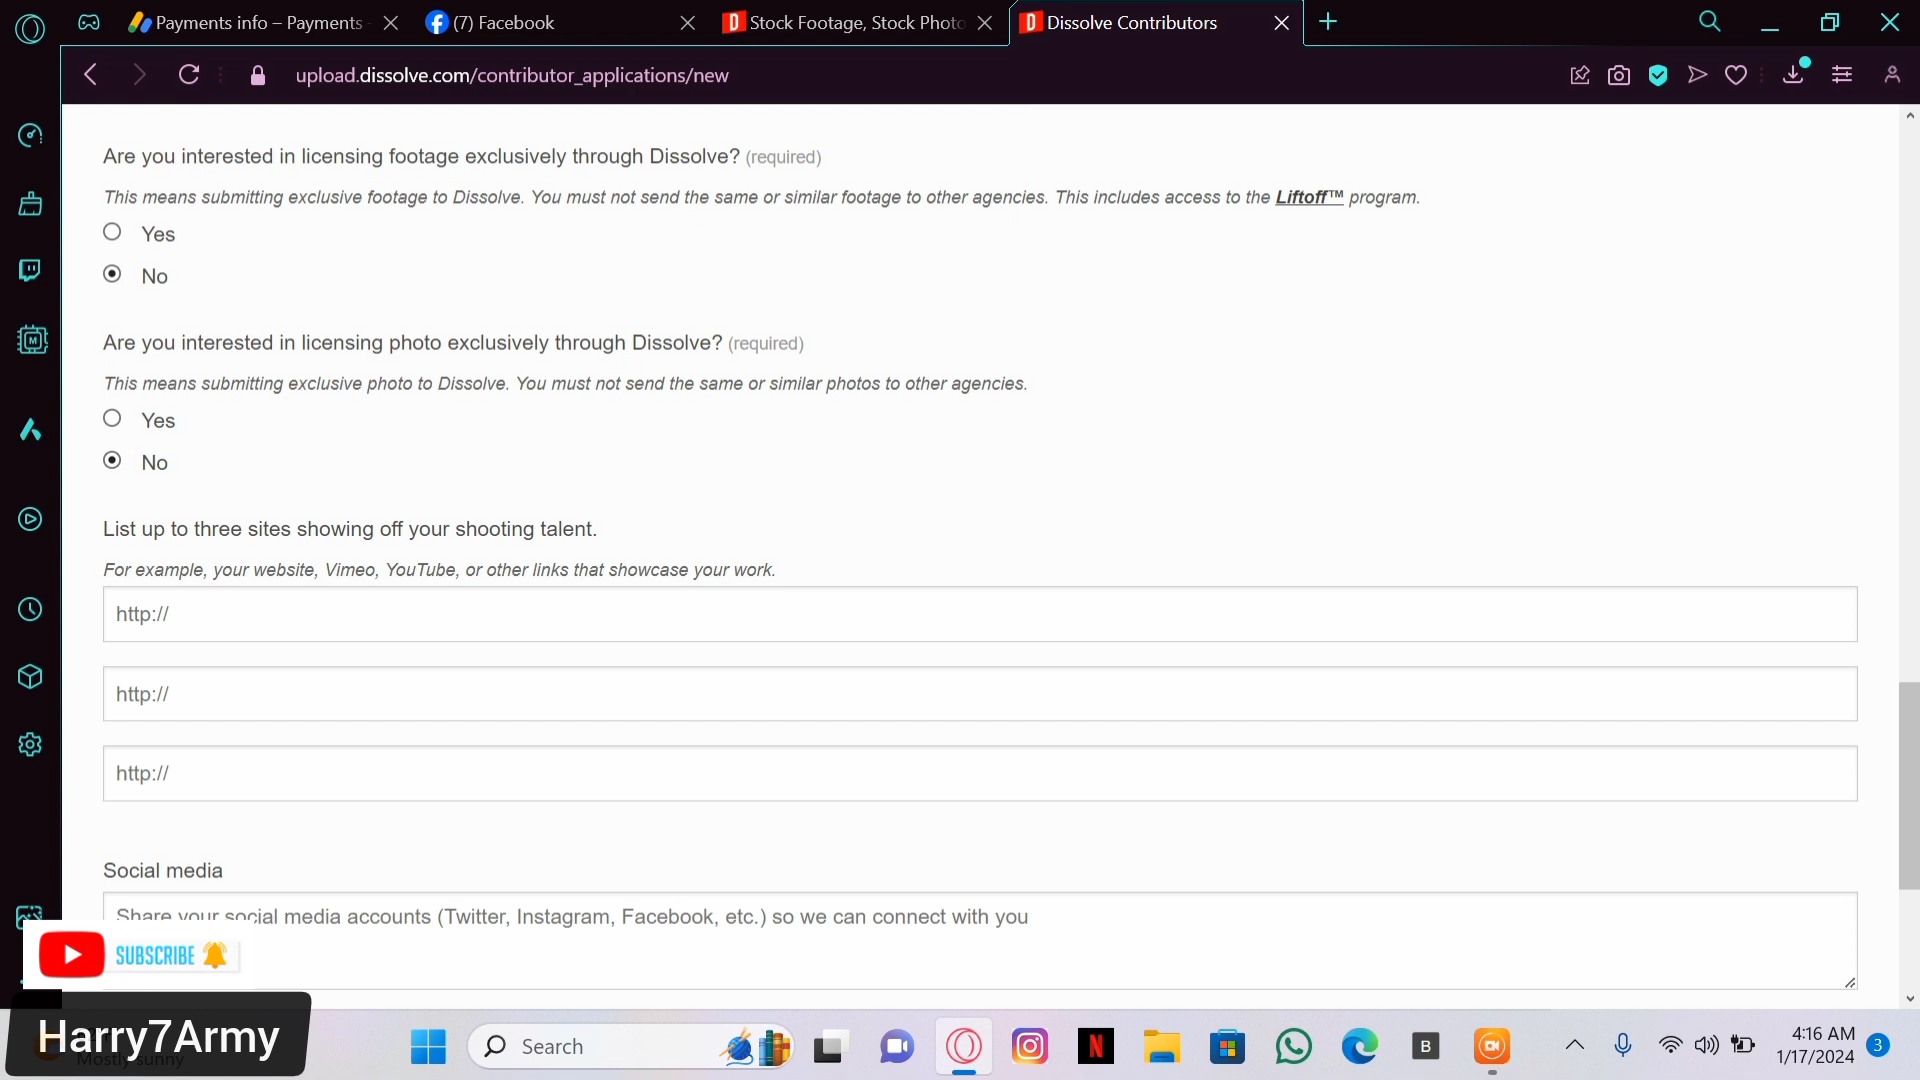 Payments info – Payments
(7) Facebook
Stock Footage, Stock Photo
Dissolve Contributors
upload.dissolve.com/contributor_applications/new
Are you interested in licensing footage exclusively through Dissolve? (required)
This means submitting exclusive footage to Dissolve. You must not send the same or similar footage to other agencies. This includes access to the Liftoff™ program.
Yes
No
Are you interested in licensing photo exclusively through Dissolve? (required)
This means submitting exclusive photo to Dissolve. You must not send the same or similar photos to other agencies.
Yes
No
List up to three sites showing off your shooting talent.
For example, your website, Vimeo, YouTube, or other links that showcase your work.
http://
http://
http://
Social media
Share your social media accounts (Twitter, Instagram, Facebook, etc.) so we can connect with you
SUBSCRIBE
Harry7Army
Mostly sunny
Search
4:16 AM
1/17/2024
3